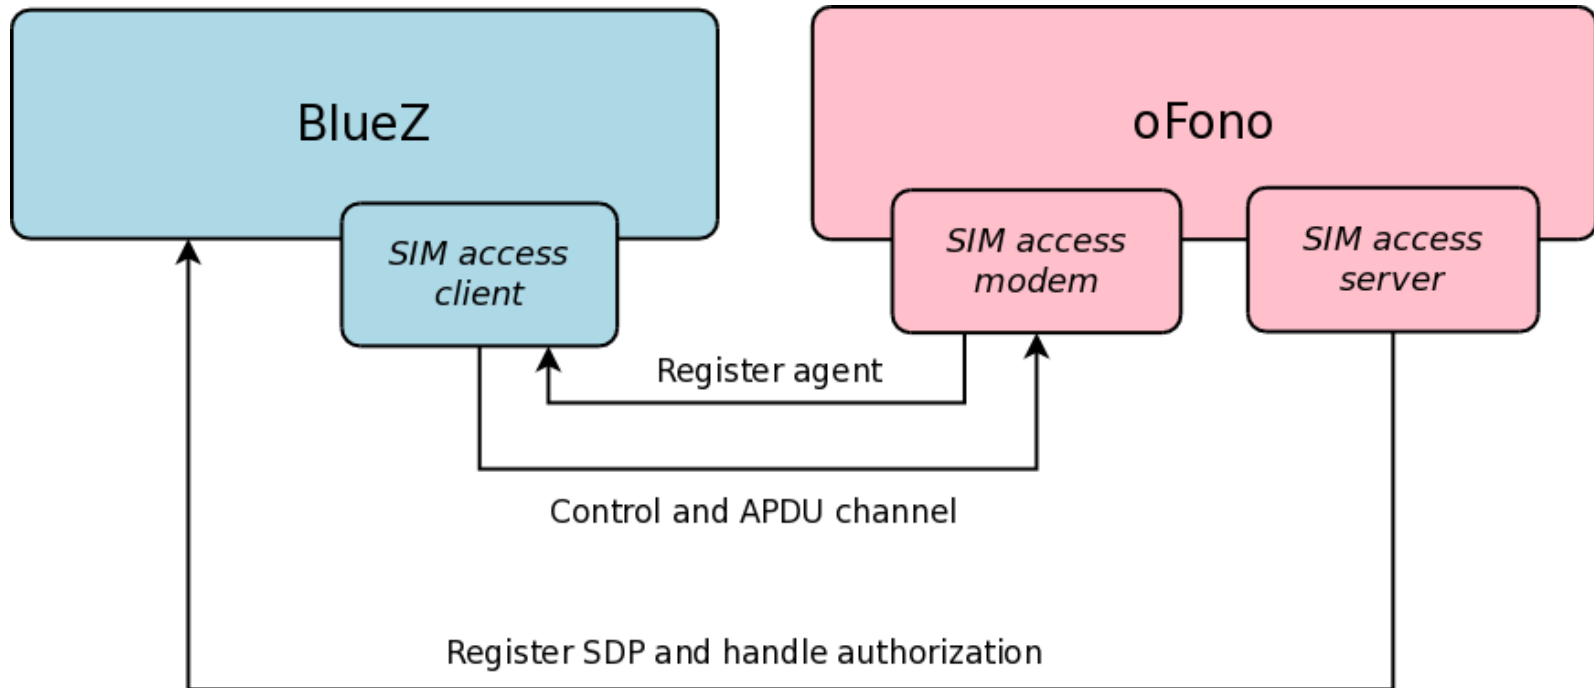 BlueZ
oFono
SIM access
client
SIM access
modem
SIM access
server
Register agent
Control and APDU channel
Register SDP and handle authorization